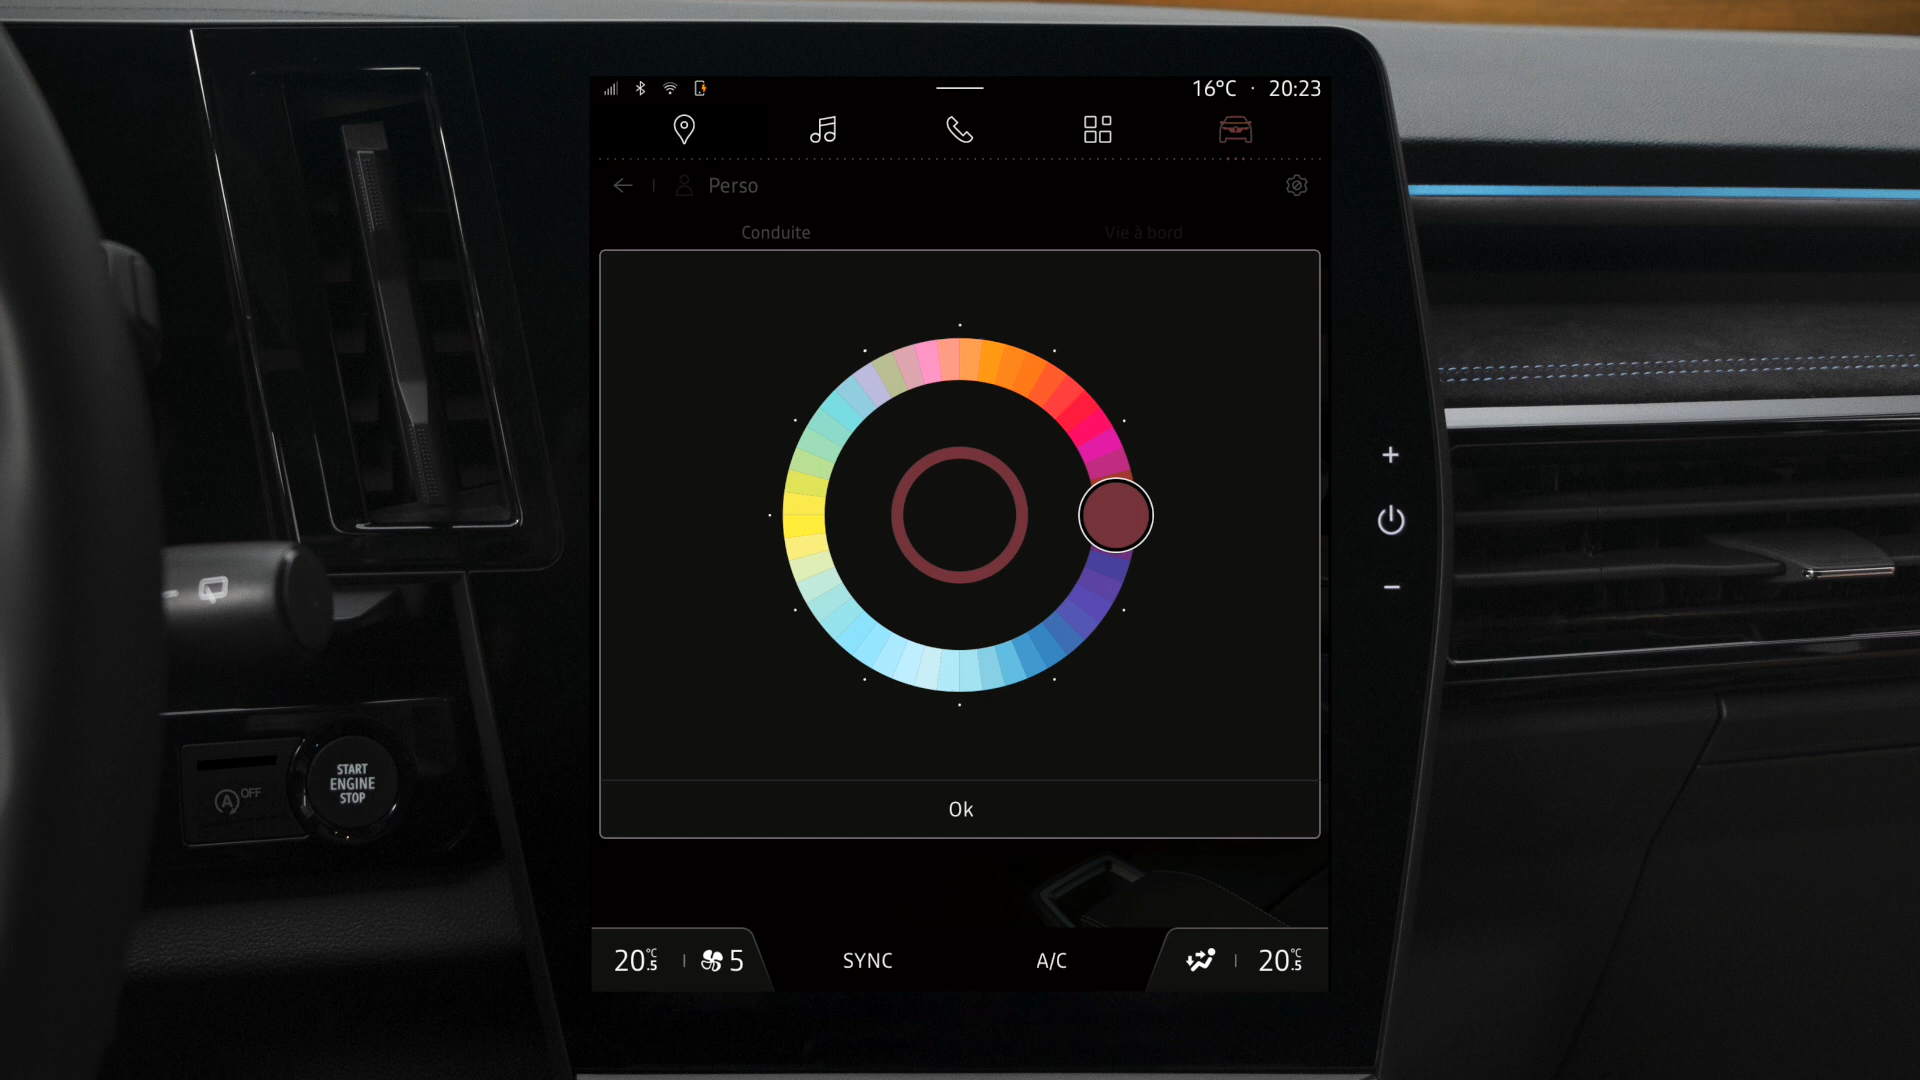 16°C · 20:23
Perso
Conduite
Vie à bord
Ok
20.5°C 5 SYNC A/C 20.5°C
A OFF
START
ENGINE
STOP
+
−